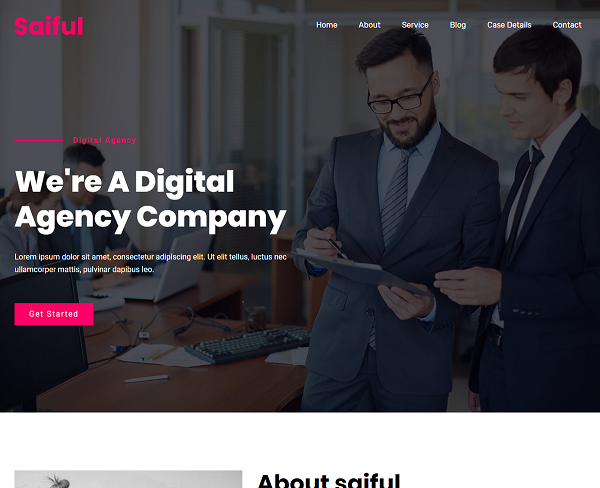 Saiful
Home About Service Blog Case Details Contact
Digital Agency
We're A Digital
Agency Company
Lorem ipsum dolor sit amet, consectetur adipiscing elit. Ut elit tellus, luctus nec
ullamcorper mattis, pulvinar dapibus leo.
Get Started
About saiful